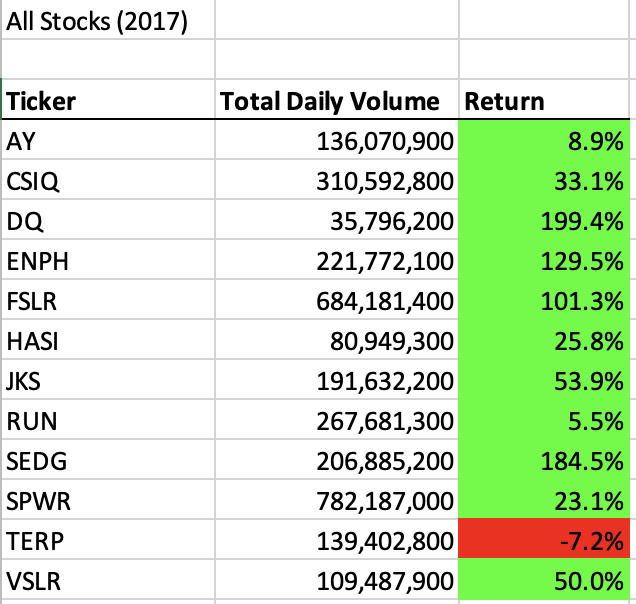 All Stocks (2017)
Ticker Total Daily Volume Return
AY 136,070,900 8.9%
CSIQ 310,592,800 33.1%
DQ 35,796,200 199.4%
ENPH 221,772,100 129.5%
FSLR 684,181,400 101.3%
HASI 80,949,300 25.8%
JKS 191,632,200 53.9%
RUN 267,681,300 5.5%
SEDG 206,885,200 184.5%
SPWR 782,187,000 23.1%
TERP 139,402,800 -7.2%
VSLR 109,487,900 50.0%